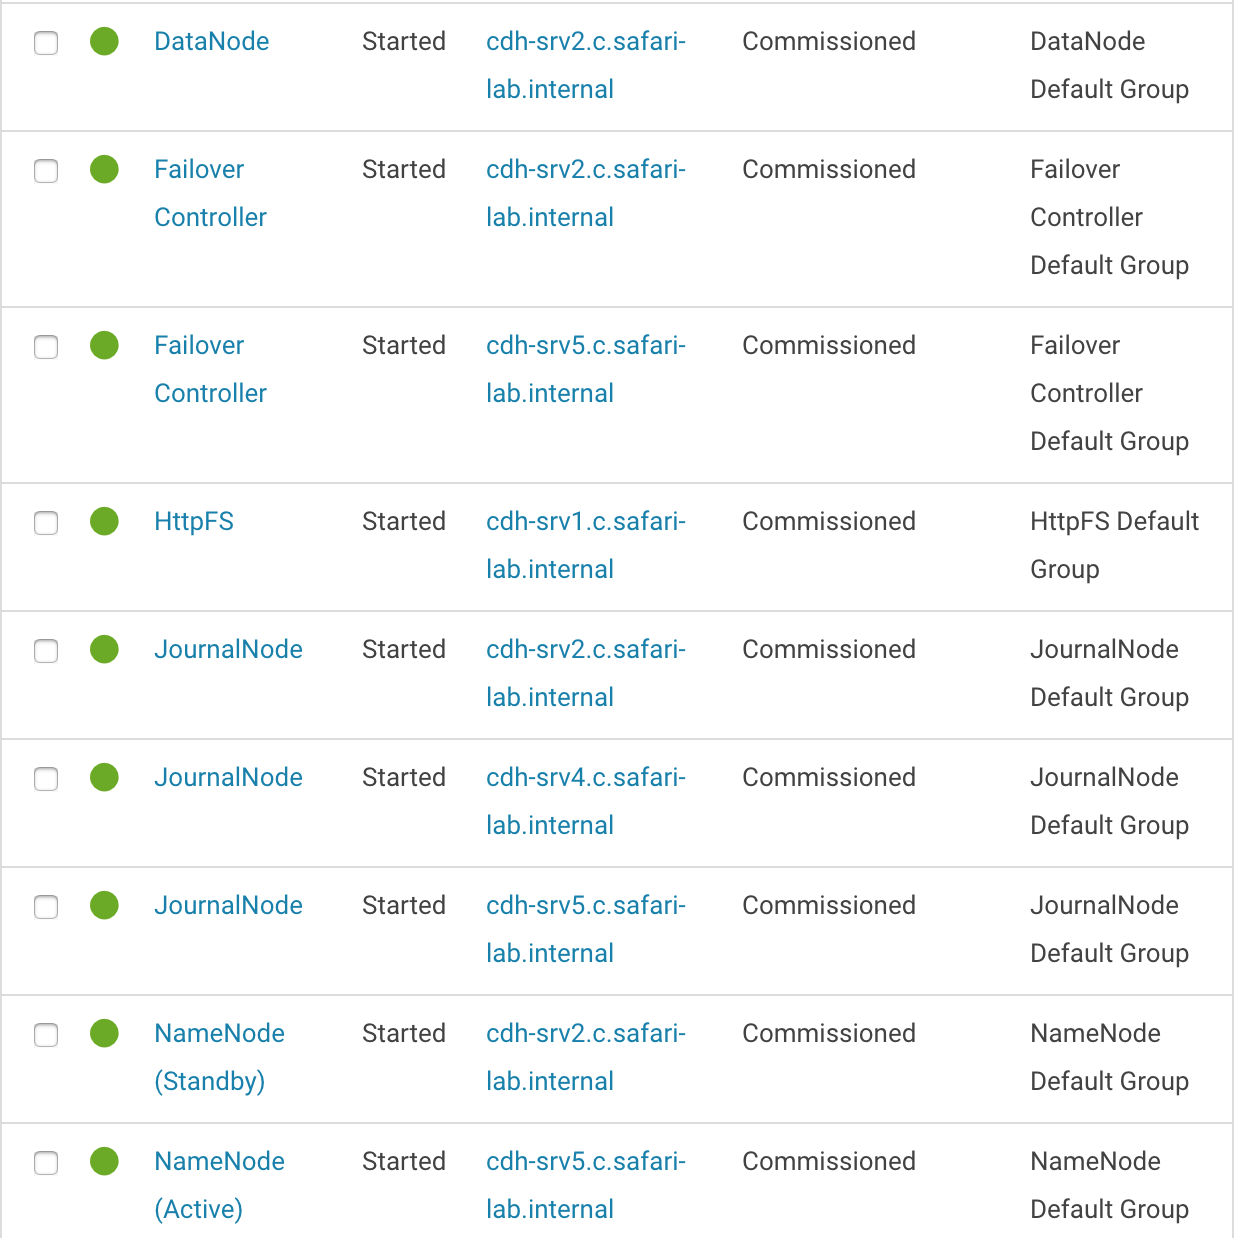 DataNode Started cdh-srv2.c.safari- Commissioned DataNode
lab.internal Default Group
Failover Started cdh-srv2.c.safari- Commissioned Failover
Controller lab.internal Controller
Default Group
Failover Started cdh-srv5.c.safari- Commissioned Failover
Controller lab.internal Controller
Default Group
HttpFS Started cdh-srv1.c.safari- Commissioned HttpFS Default
lab.internal Group
JournalNode Started cdh-srv2.c.safari- Commissioned JournalNode
lab.internal Default Group
JournalNode Started cdh-srv4.c.safari- Commissioned JournalNode
lab.internal Default Group
JournalNode Started cdh-srv5.c.safari- Commissioned JournalNode
lab.internal Default Group
NameNode Started cdh-srv2.c.safari- Commissioned NameNode
(Standby) lab.internal Default Group
NameNode Started cdh-srv5.c.safari- Commissioned NameNode
(Active) lab.internal Default Group